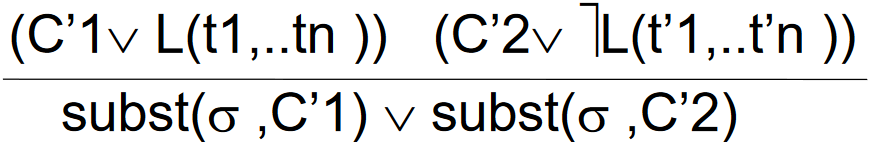 (C’1∨ L(t1,..tn )) (C’2∨ ⏋L(t’1,..t’n ))
subst(σ ,C’1) ∨ subst(σ ,C’2)